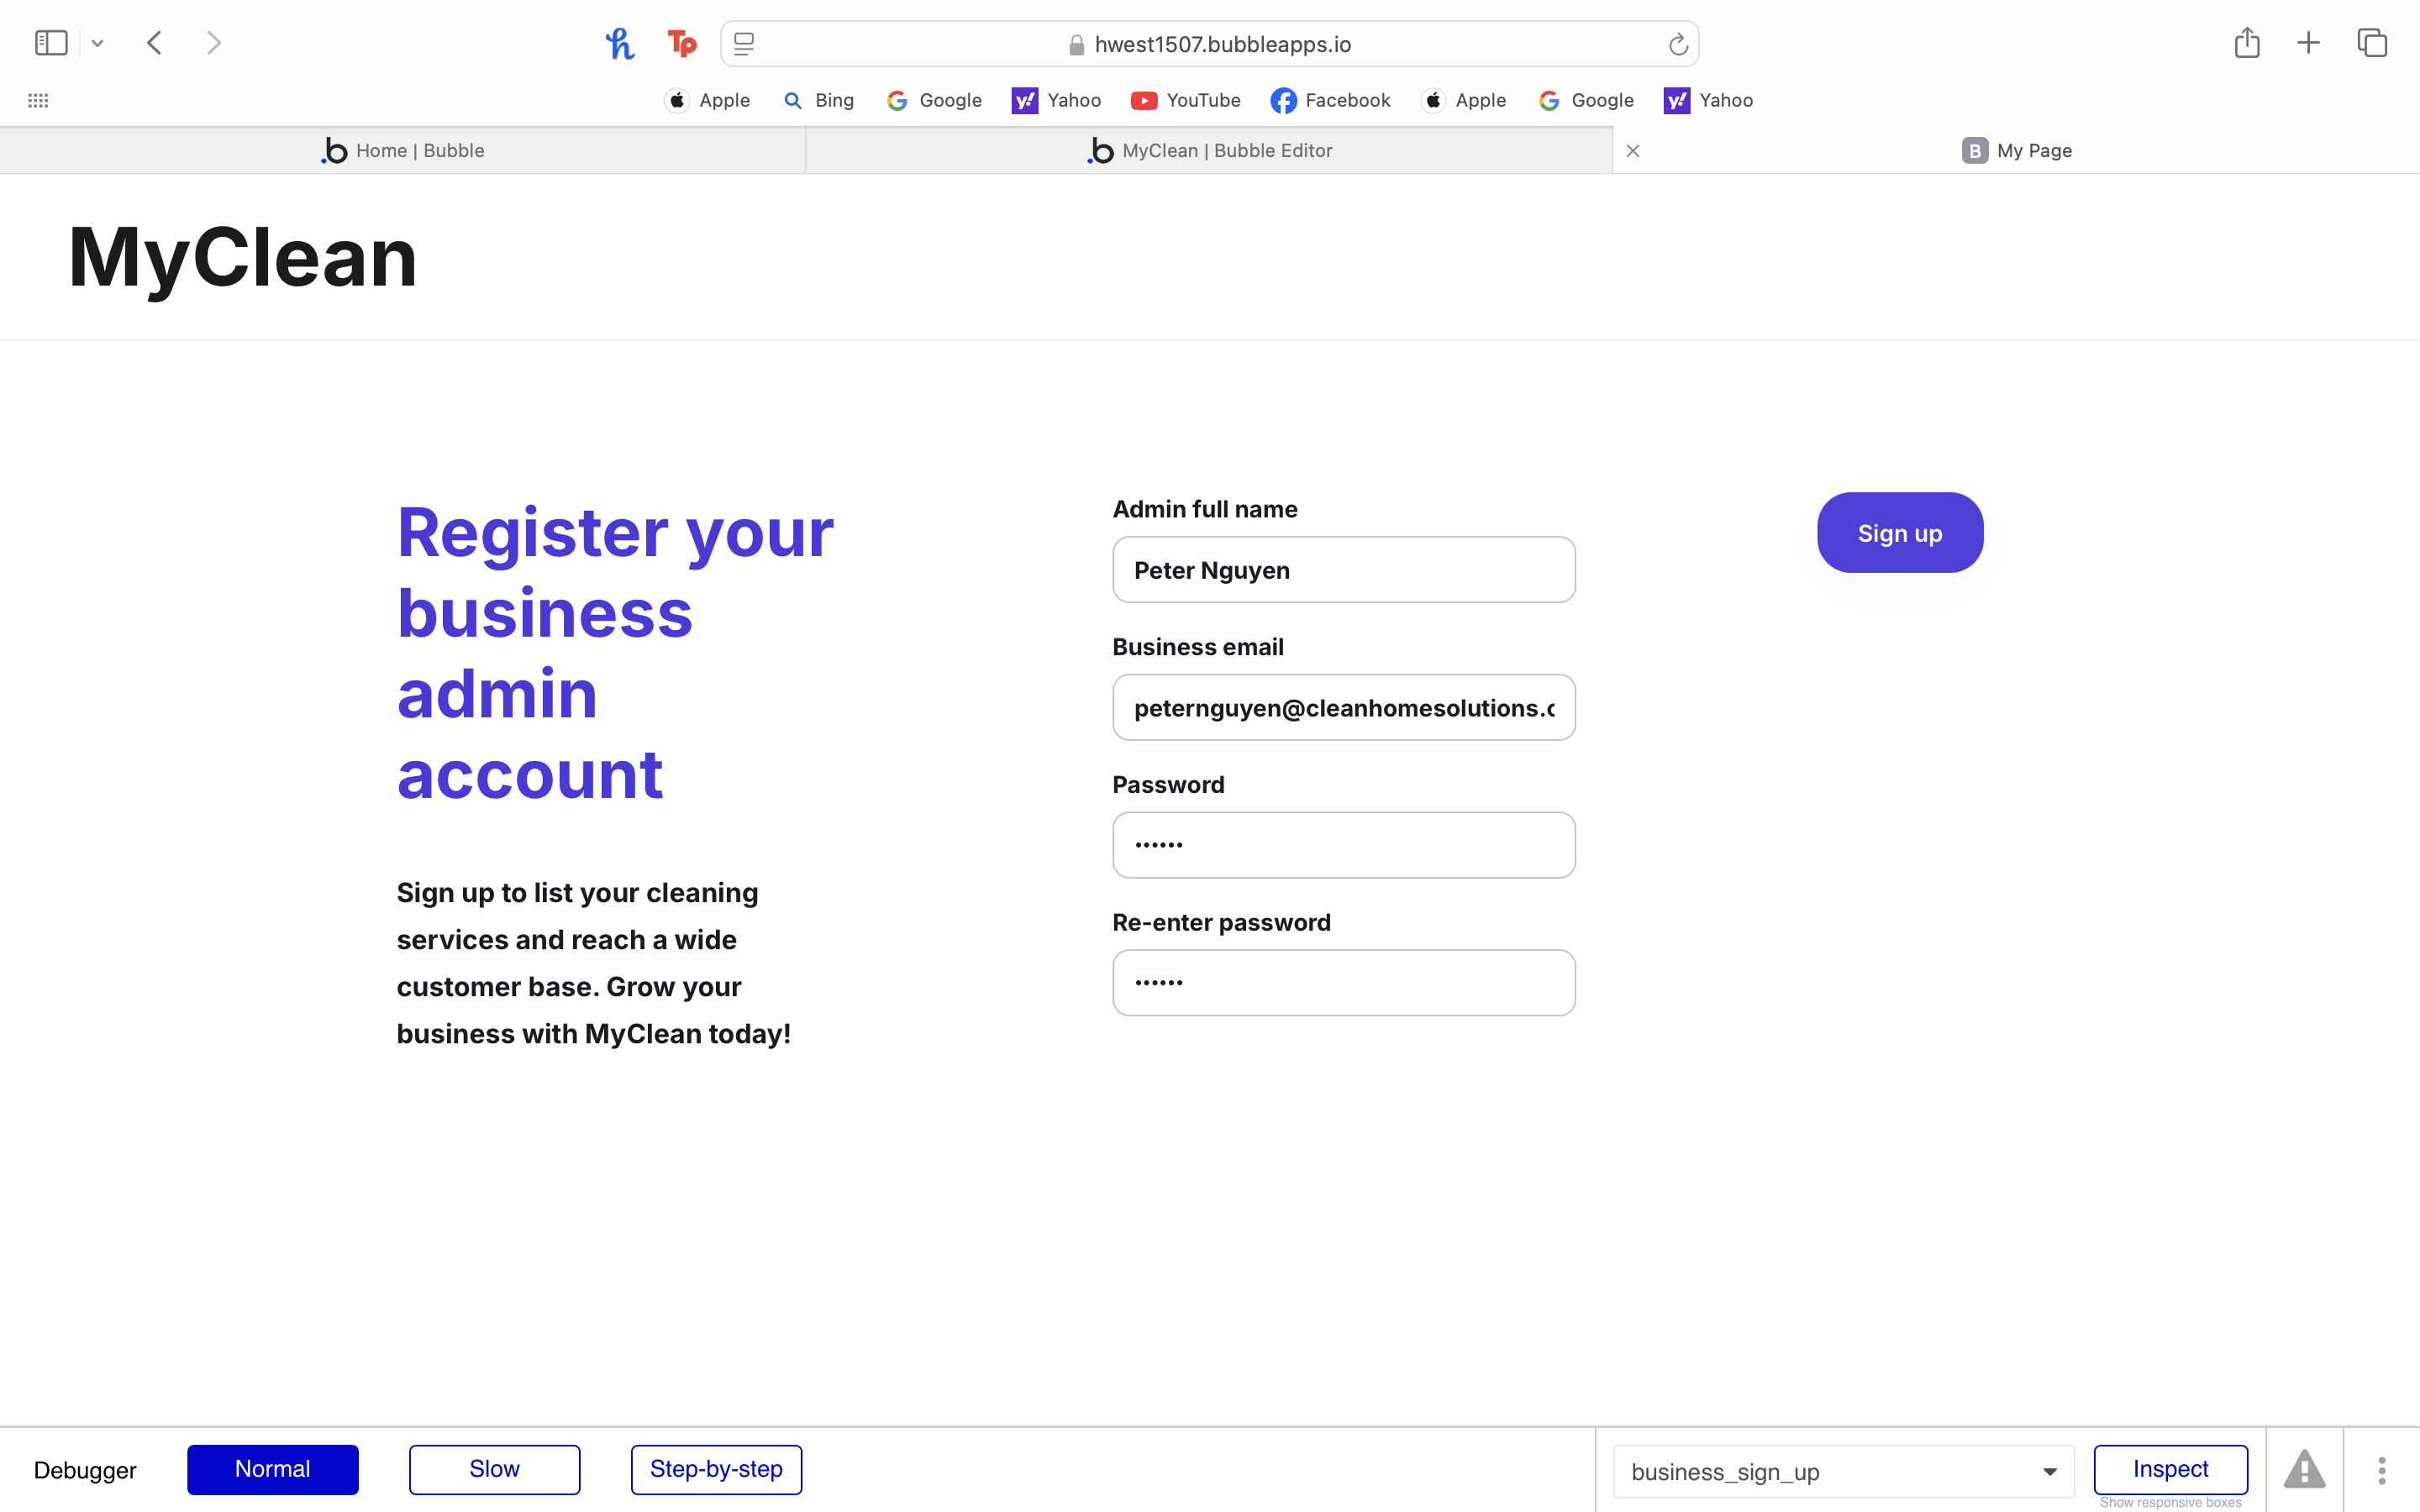 hwest1507.bubbleapps.io
Apple Bing Google Yahoo YouTube Facebook Apple Google Yahoo
Home | Bubble
MyClean | Bubble Editor
My Page
MyClean
Register your
business
admin
account
Sign up to list your cleaning
services and reach a wide
customer base. Grow your
business with MyClean today!
Admin full name
Peter Nguyen
Business email
peternguyen@cleanhomesolutions.c
Password
••••••
Re-enter password
••••••
Sign up
Debugger
Normal
Slow
Step-by-step
business_sign_up
Inspect
Show responsive boxes